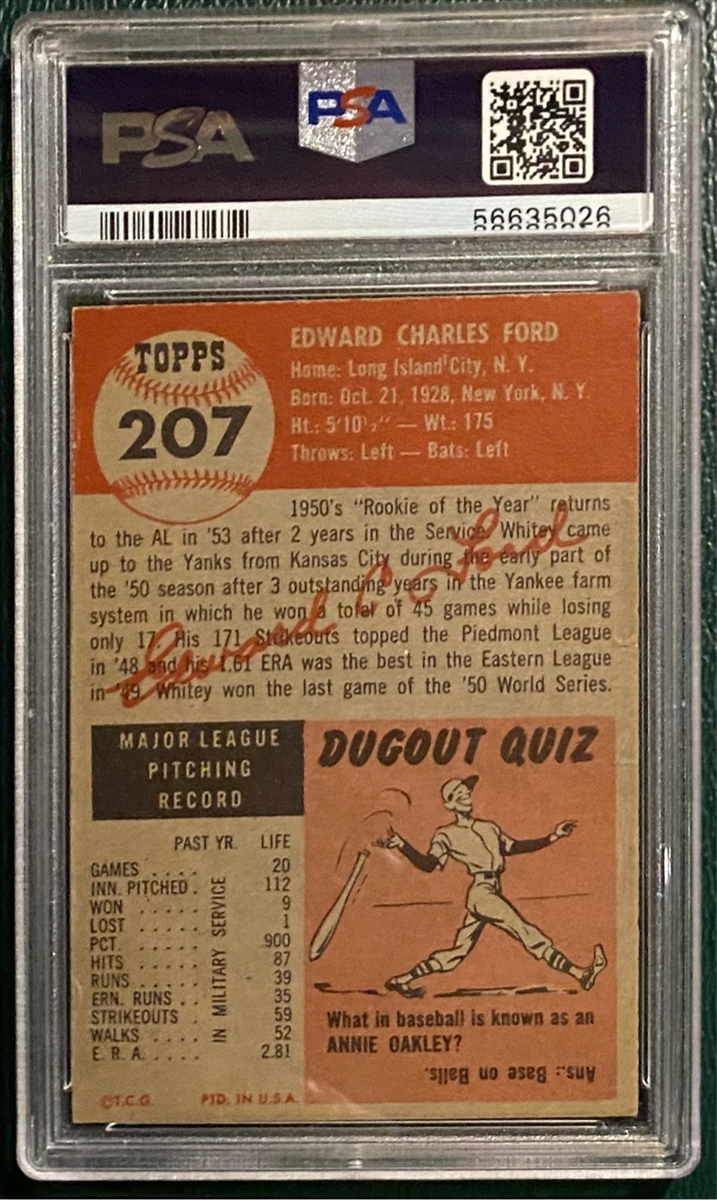 PSA
PSA
56635026
TOPPS
207
EDWARD CHARLES FORD
Home: Long Island City, N. Y.
Born: Oct. 21, 1928, New York, N. Y.
Ht.: 5'10½" — Wt.: 175
Throws: Left — Bats: Left
1950's "Rookie of the Year" returns
to the AL in '53 after 2 years in the Service. Whitey came
up to the Yanks from Kansas City during the early part of
the '50 season after 3 outstanding years in the Yankee farm
system in which he won a total of 45 games while losing
only 17. His 171 Strikeouts topped the Piedmont League
in '48 and his 1.61 ERA was the best in the Eastern League
in '49. Whitey won the last game of the '50 World Series.
Edward C. Ford
MAJOR LEAGUE
PITCHING
RECORD
PAST YR. LIFE
GAMES . . . . 20
INN. PITCHED . 112
WON . . . . . 9
LOST . . . . . 1
PCT. . . . . . .900
HITS . . . . . 87
RUNS . . . . . 39
ERN. RUNS . . 35
STRIKEOUTS . 59
WALKS . . . . 52
E. R. A. . . . . . 2.81
IN MILITARY SERVICE
©T.C.G. PTD. IN U.S.A.
DUGOUT QUIZ
What in baseball is known as an
ANNIE OAKLEY?
Ans.: Base on Balls.